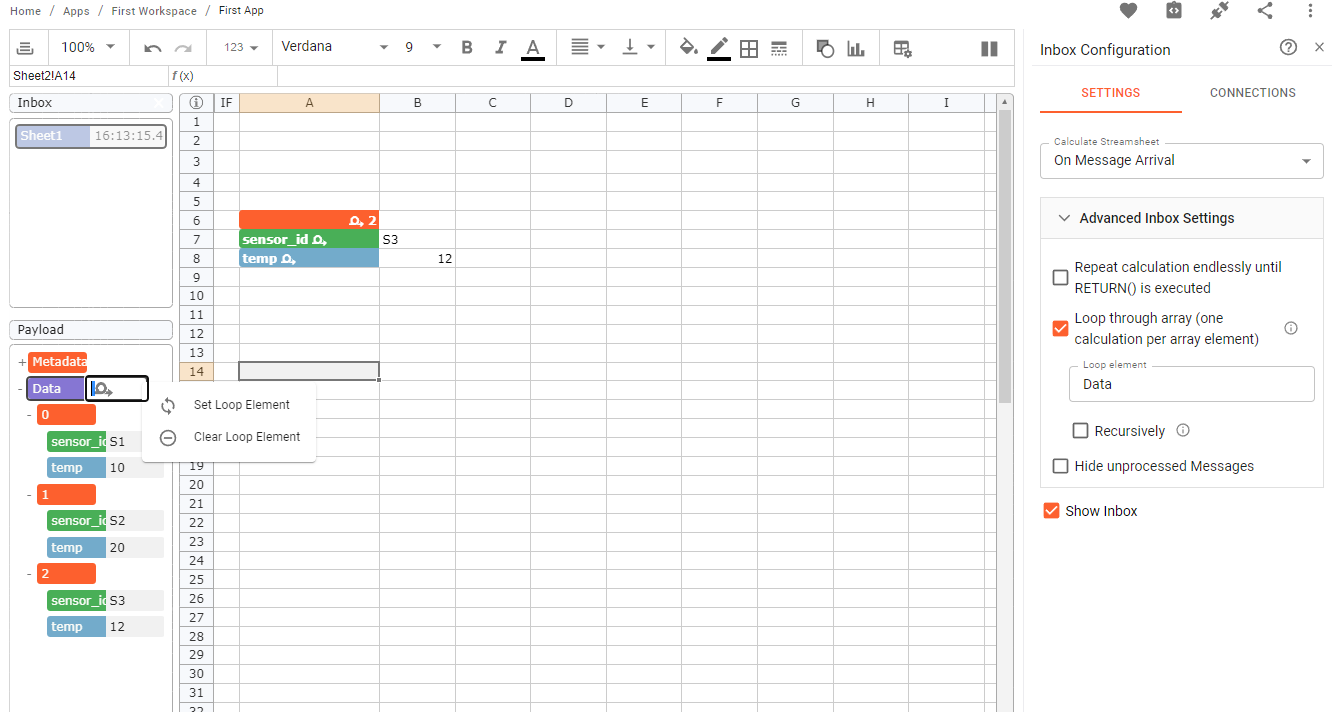 Home / Apps / First Workspace / First App
100% 123 Verdana 9 B I A
Sheet2!A14 f (x)
Inbox
Sheet1 16:13:15.4
Payload
+ Metadata
- Data
- 0
sensor_id S1
temp 10
- 1
sensor_id S2
temp 20
- 2
sensor_id S3
temp 12
Set Loop Element
Clear Loop Element
IF A B C D E F G H I
1
2
3
4
5
6 2
7 sensor_id S3
8 temp 12
9
10
11
12
13
14
19
20
21
22
23
24
25
26
27
28
29
30
31
32
Inbox Configuration
SETTINGS CONNECTIONS
Calculate Streamsheet
On Message Arrival
Advanced Inbox Settings
Repeat calculation endlessly until
RETURN() is executed
Loop through array (one
calculation per array element)
Loop element
Data
Recursively
Hide unprocessed Messages
Show Inbox